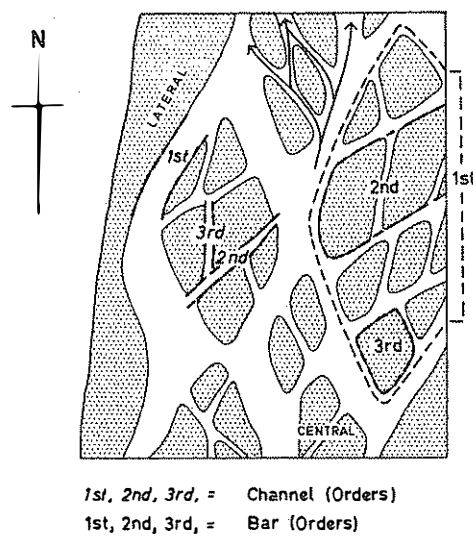 N
LATERAL
1st
2nd
1st
3rd
2nd
3rd
CENTRAL
1st, 2nd, 3rd, = Channel (Orders)
1st, 2nd, 3rd, = Bar (Orders)